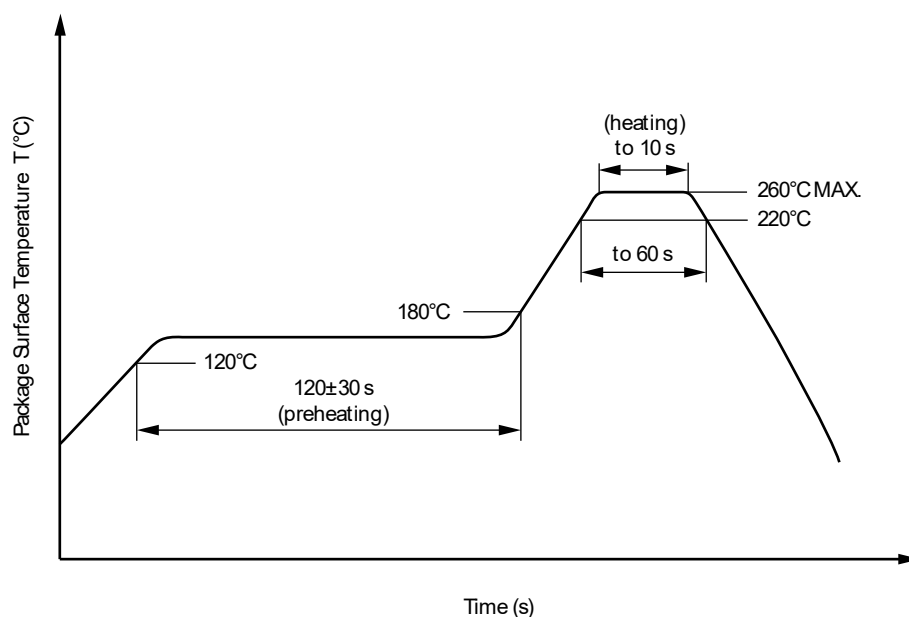 Package Surface Temperature T (°C)
(heating)
to 10 s
260°C MAX.
220°C
to 60 s
180°C
120°C
120±30 s
(preheating)
Time (s)